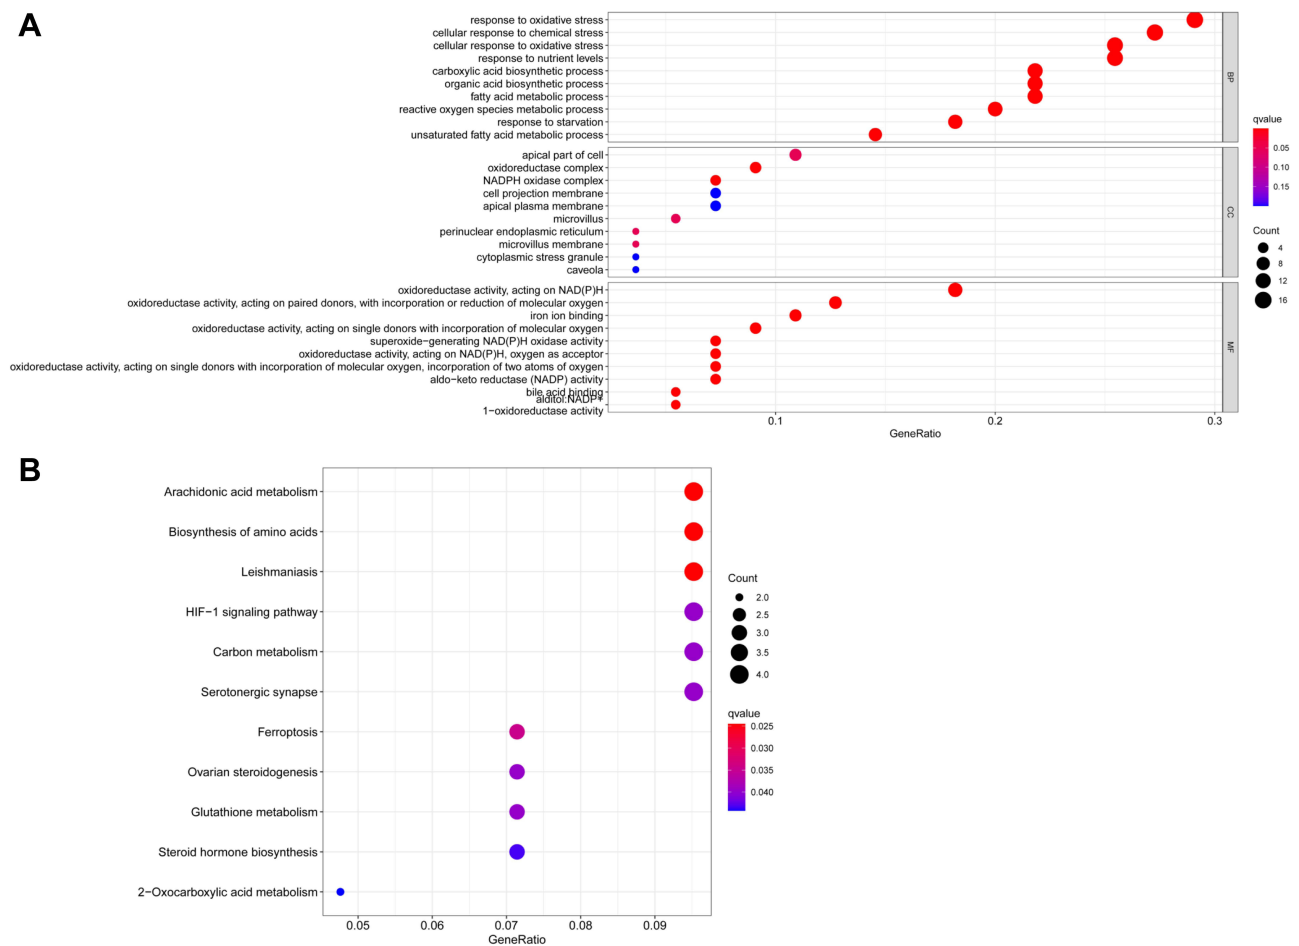 A
response to oxidative stress
cellular response to chemical stress
cellular response to oxidative stress
response to nutrient levels
carboxylic acid biosynthetic process
organic acid biosynthetic process
fatty acid metabolic process
reactive oxygen species metabolic process
response to starvation
unsaturated fatty acid metabolic process
BP
apical part of cell
oxidoreductase complex
NADPH oxidase complex
cell projection membrane
apical plasma membrane
microvillus
perinuclear endoplasmic reticulum
microvillus membrane
cytoplasmic stress granule
caveola
CC
oxidoreductase activity, acting on NAD(P)H
oxidoreductase activity, acting on paired donors, with incorporation or reduction of molecular oxygen
iron ion binding
oxidoreductase activity, acting on single donors with incorporation of molecular oxygen
superoxide−generating NAD(P)H oxidase activity
oxidoreductase activity, acting on NAD(P)H, oxygen as acceptor
oxidoreductase activity, acting on single donors with incorporation of molecular oxygen, incorporation of two atoms of oxygen
aldo−keto reductase (NADP) activity
bile acid binding
alditol:NADP+
1−oxidoreductase activity
MF
0.1 0.2 0.3
GeneRatio
qvalue
0.05
0.10
0.15
Count
4
8
12
16
B
Arachidonic acid metabolism
Biosynthesis of amino acids
Leishmaniasis
HIF−1 signaling pathway
Carbon metabolism
Serotonergic synapse
Ferroptosis
Ovarian steroidogenesis
Glutathione metabolism
Steroid hormone biosynthesis
2−Oxocarboxylic acid metabolism
0.05 0.06 0.07 0.08 0.09
GeneRatio
Count
2.0
2.5
3.0
3.5
4.0
qvalue
0.025
0.030
0.035
0.040